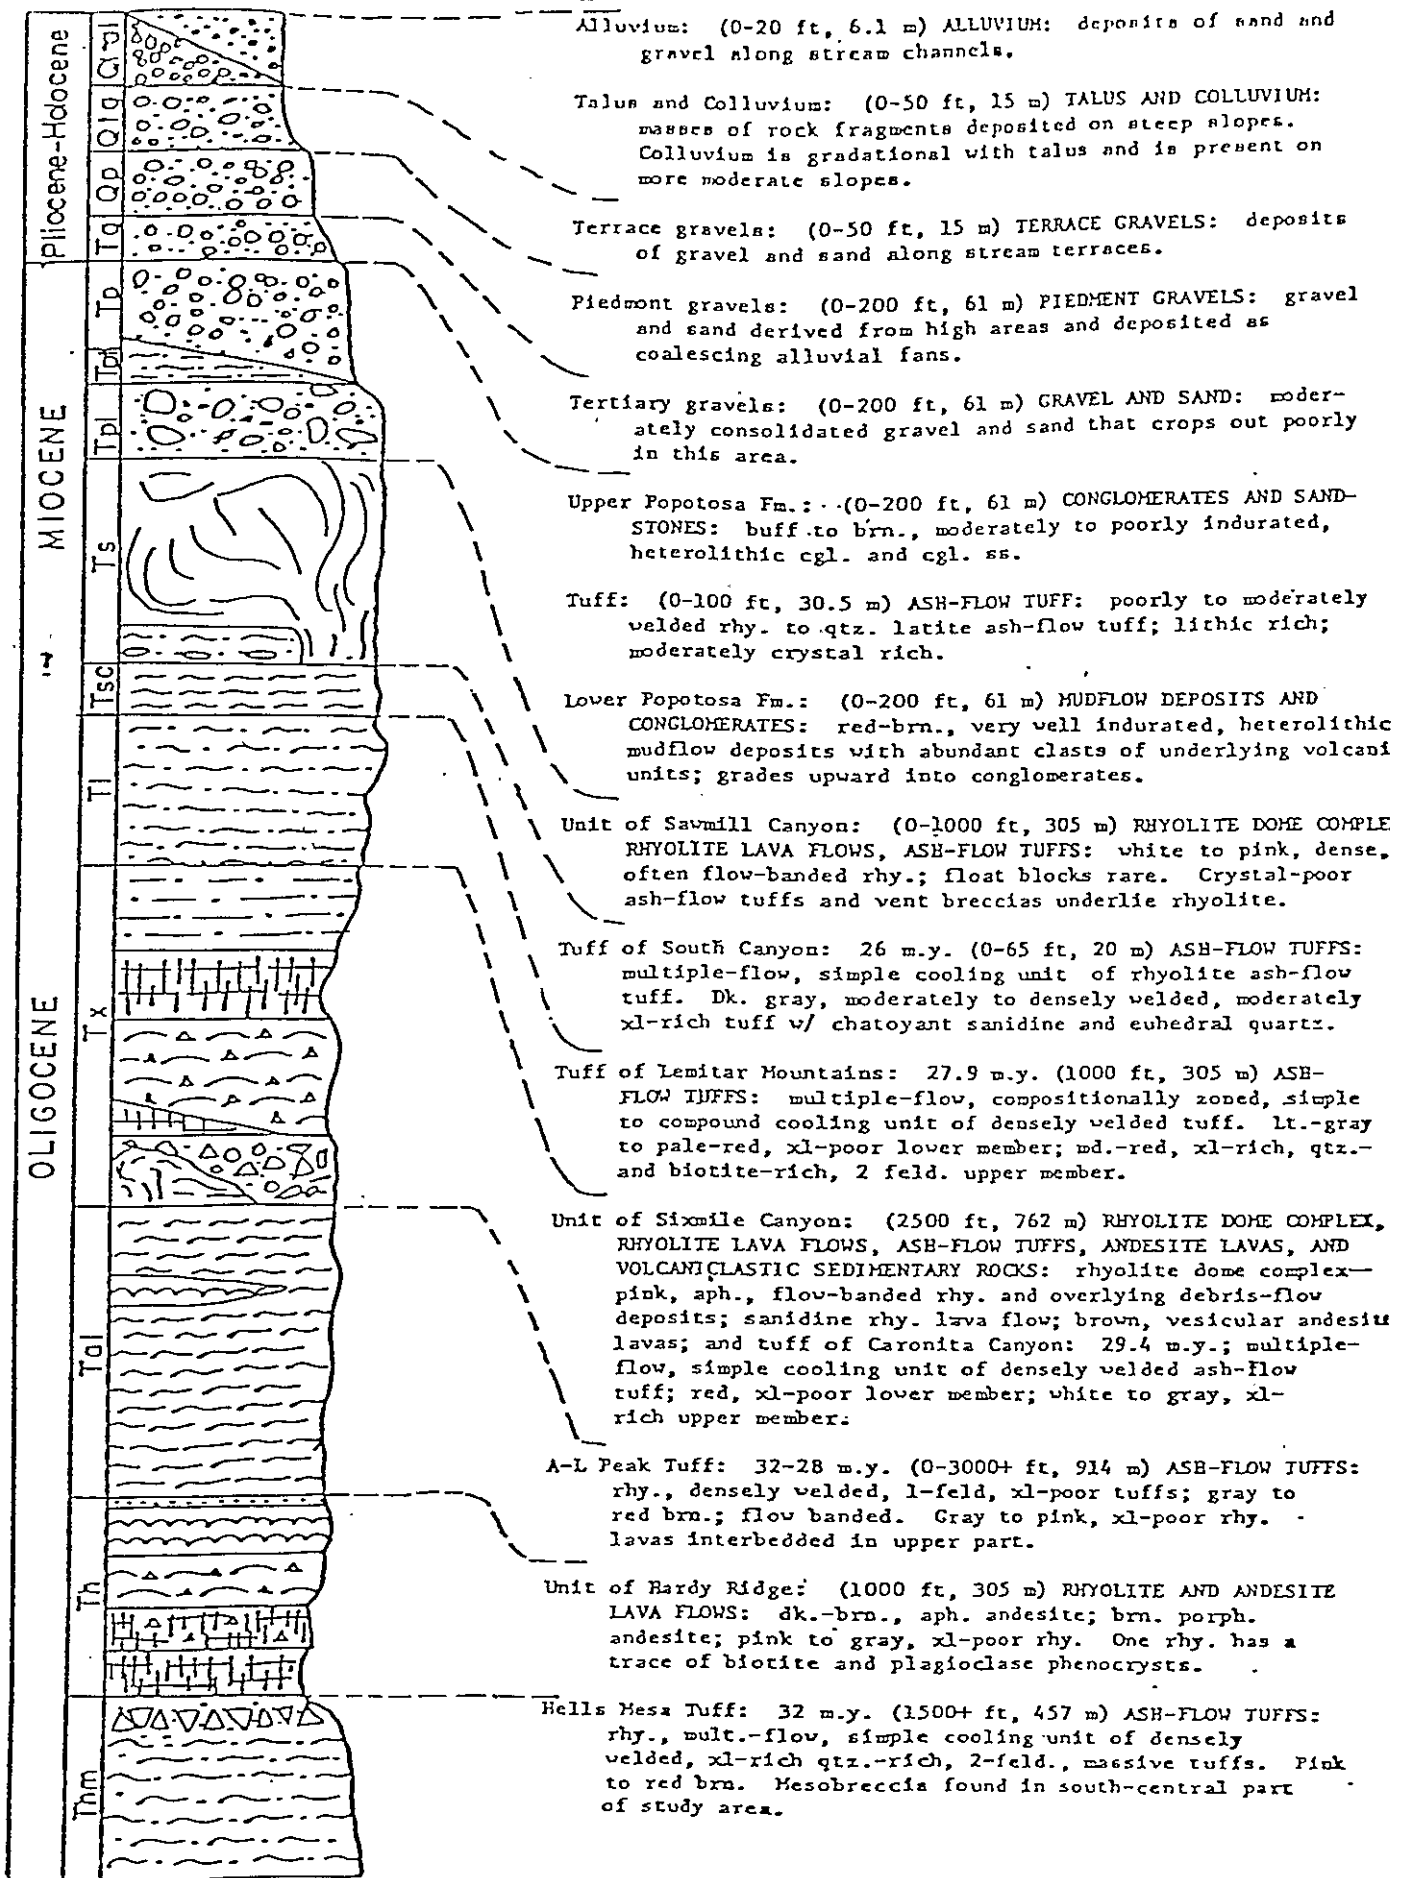 Alluvium: (0-20 ft, 6.1 m) ALLUVIUM: deposits of sand and
gravel along stream channels.
Talus and Colluvium: (0-50 ft, 15 m) TALUS AND COLLUVIUM:
masses of rock fragments deposited on steep slopes.
Colluvium is gradational with talus and is present on
more moderate slopes.
Terrace gravels: (0-50 ft, 15 m) TERRACE GRAVELS: deposits
of gravel and sand along stream terraces.
Piedmont gravels: (0-200 ft, 61 m) PIEDMENT GRAVELS: gravel
and sand derived from high areas and deposited as
coalescing alluvial fans.
Tertiary gravels: (0-200 ft, 61 m) GRAVEL AND SAND: moder-
ately consolidated gravel and sand that crops out poorly
in this area.
Upper Popotosa Fm.: (0-200 ft, 61 m) CONGLOMERATES AND SAND-
STONES: buff to brn., moderately to poorly indurated,
heterolithic cgl. and cgl. ss.
Tuff: (0-100 ft, 30.5 m) ASH-FLOW TUFF: poorly to moderately
welded rhy. to qtz. latite ash-flow tuff; lithic rich;
moderately crystal rich.
Lower Popotosa Fm.: (0-200 ft, 61 m) MUDFLOW DEPOSITS AND
CONGLOMERATES: red-brn., very well indurated, heterolithic
mudflow deposits with abundant clasts of underlying volcani
units; grades upward into conglomerates.
Unit of Sawmill Canyon: (0-1000 ft, 305 m) RHYOLITE DOME COMPLE
RHYOLITE LAVA FLOWS, ASH-FLOW TUFFS: white to pink, dense,
often flow-banded rhy.; float blocks rare. Crystal-poor
ash-flow tuffs and vent breccias underlie rhyolite.
Tuff of South Canyon: 26 m.y. (0-65 ft, 20 m) ASH-FLOW TUFFS:
multiple-flow, simple cooling unit of rhyolite ash-flow
tuff. Dk. gray, moderately to densely welded, moderately
xl-rich tuff w/ chatoyant sanidine and euhedral quartz.
Tuff of Lemitar Mountains: 27.9 m.y. (1000 ft, 305 m) ASH-
FLOW TUFFS: multiple-flow, compositionally zoned, simple
to compound cooling unit of densely welded tuff. Lt.-gray
to pale-red, xl-poor lower member; md.-red, xl-rich, qtz.-
and biotite-rich, 2 feld. upper member.
Unit of Sixmile Canyon: (2500 ft, 762 m) RHYOLITE DOME COMPLEX,
RHYOLITE LAVA FLOWS, ASH-FLOW TUFFS, ANDESITE LAVAS, AND
VOLCANICLASTIC SEDIMENTARY ROCKS: rhyolite dome complex—
pink, aph., flow-banded rhy. and overlying debris-flow
deposits; sanidine rhy. lava flow; brown, vesicular andesite
lavas; and tuff of Caronita Canyon: 29.4 m.y.; multiple-
flow, simple cooling unit of densely welded ash-flow
tuff; red, xl-poor lower member; white to gray, xl-
rich upper member.
A-L Peak Tuff: 32-28 m.y. (0-3000+ ft, 914 m) ASH-FLOW TUFFS:
rhy., densely welded, 1-feld, xl-poor tuffs; gray to
red brn.; flow banded. Gray to pink, xl-poor rhy.
lavas interbedded in upper part.
Unit of Hardy Ridge: (1000 ft, 305 m) RHYOLITE AND ANDESITE
LAVA FLOWS: dk.-brn., aph. andesite; brn. porph.
andesite; pink to gray, xl-poor rhy. One rhy. has a
trace of biotite and plagioclase phenocrysts.
Hells Mesa Tuff: 32 m.y. (1500+ ft, 457 m) ASH-FLOW TUFFS:
rhy., mult.-flow, simple cooling unit of densely
welded, xl-rich qtz.-rich, 2-feld., massive tuffs. Pink
to red brn. Mesobreccia found in south-central part
of study area.
Pliocene-Holocene
MIOCENE
OLIGOCENE
Qp
Tg
Tp
Tpl
Ts
Tsc
Tl
Tx
Tal
Th
Thm